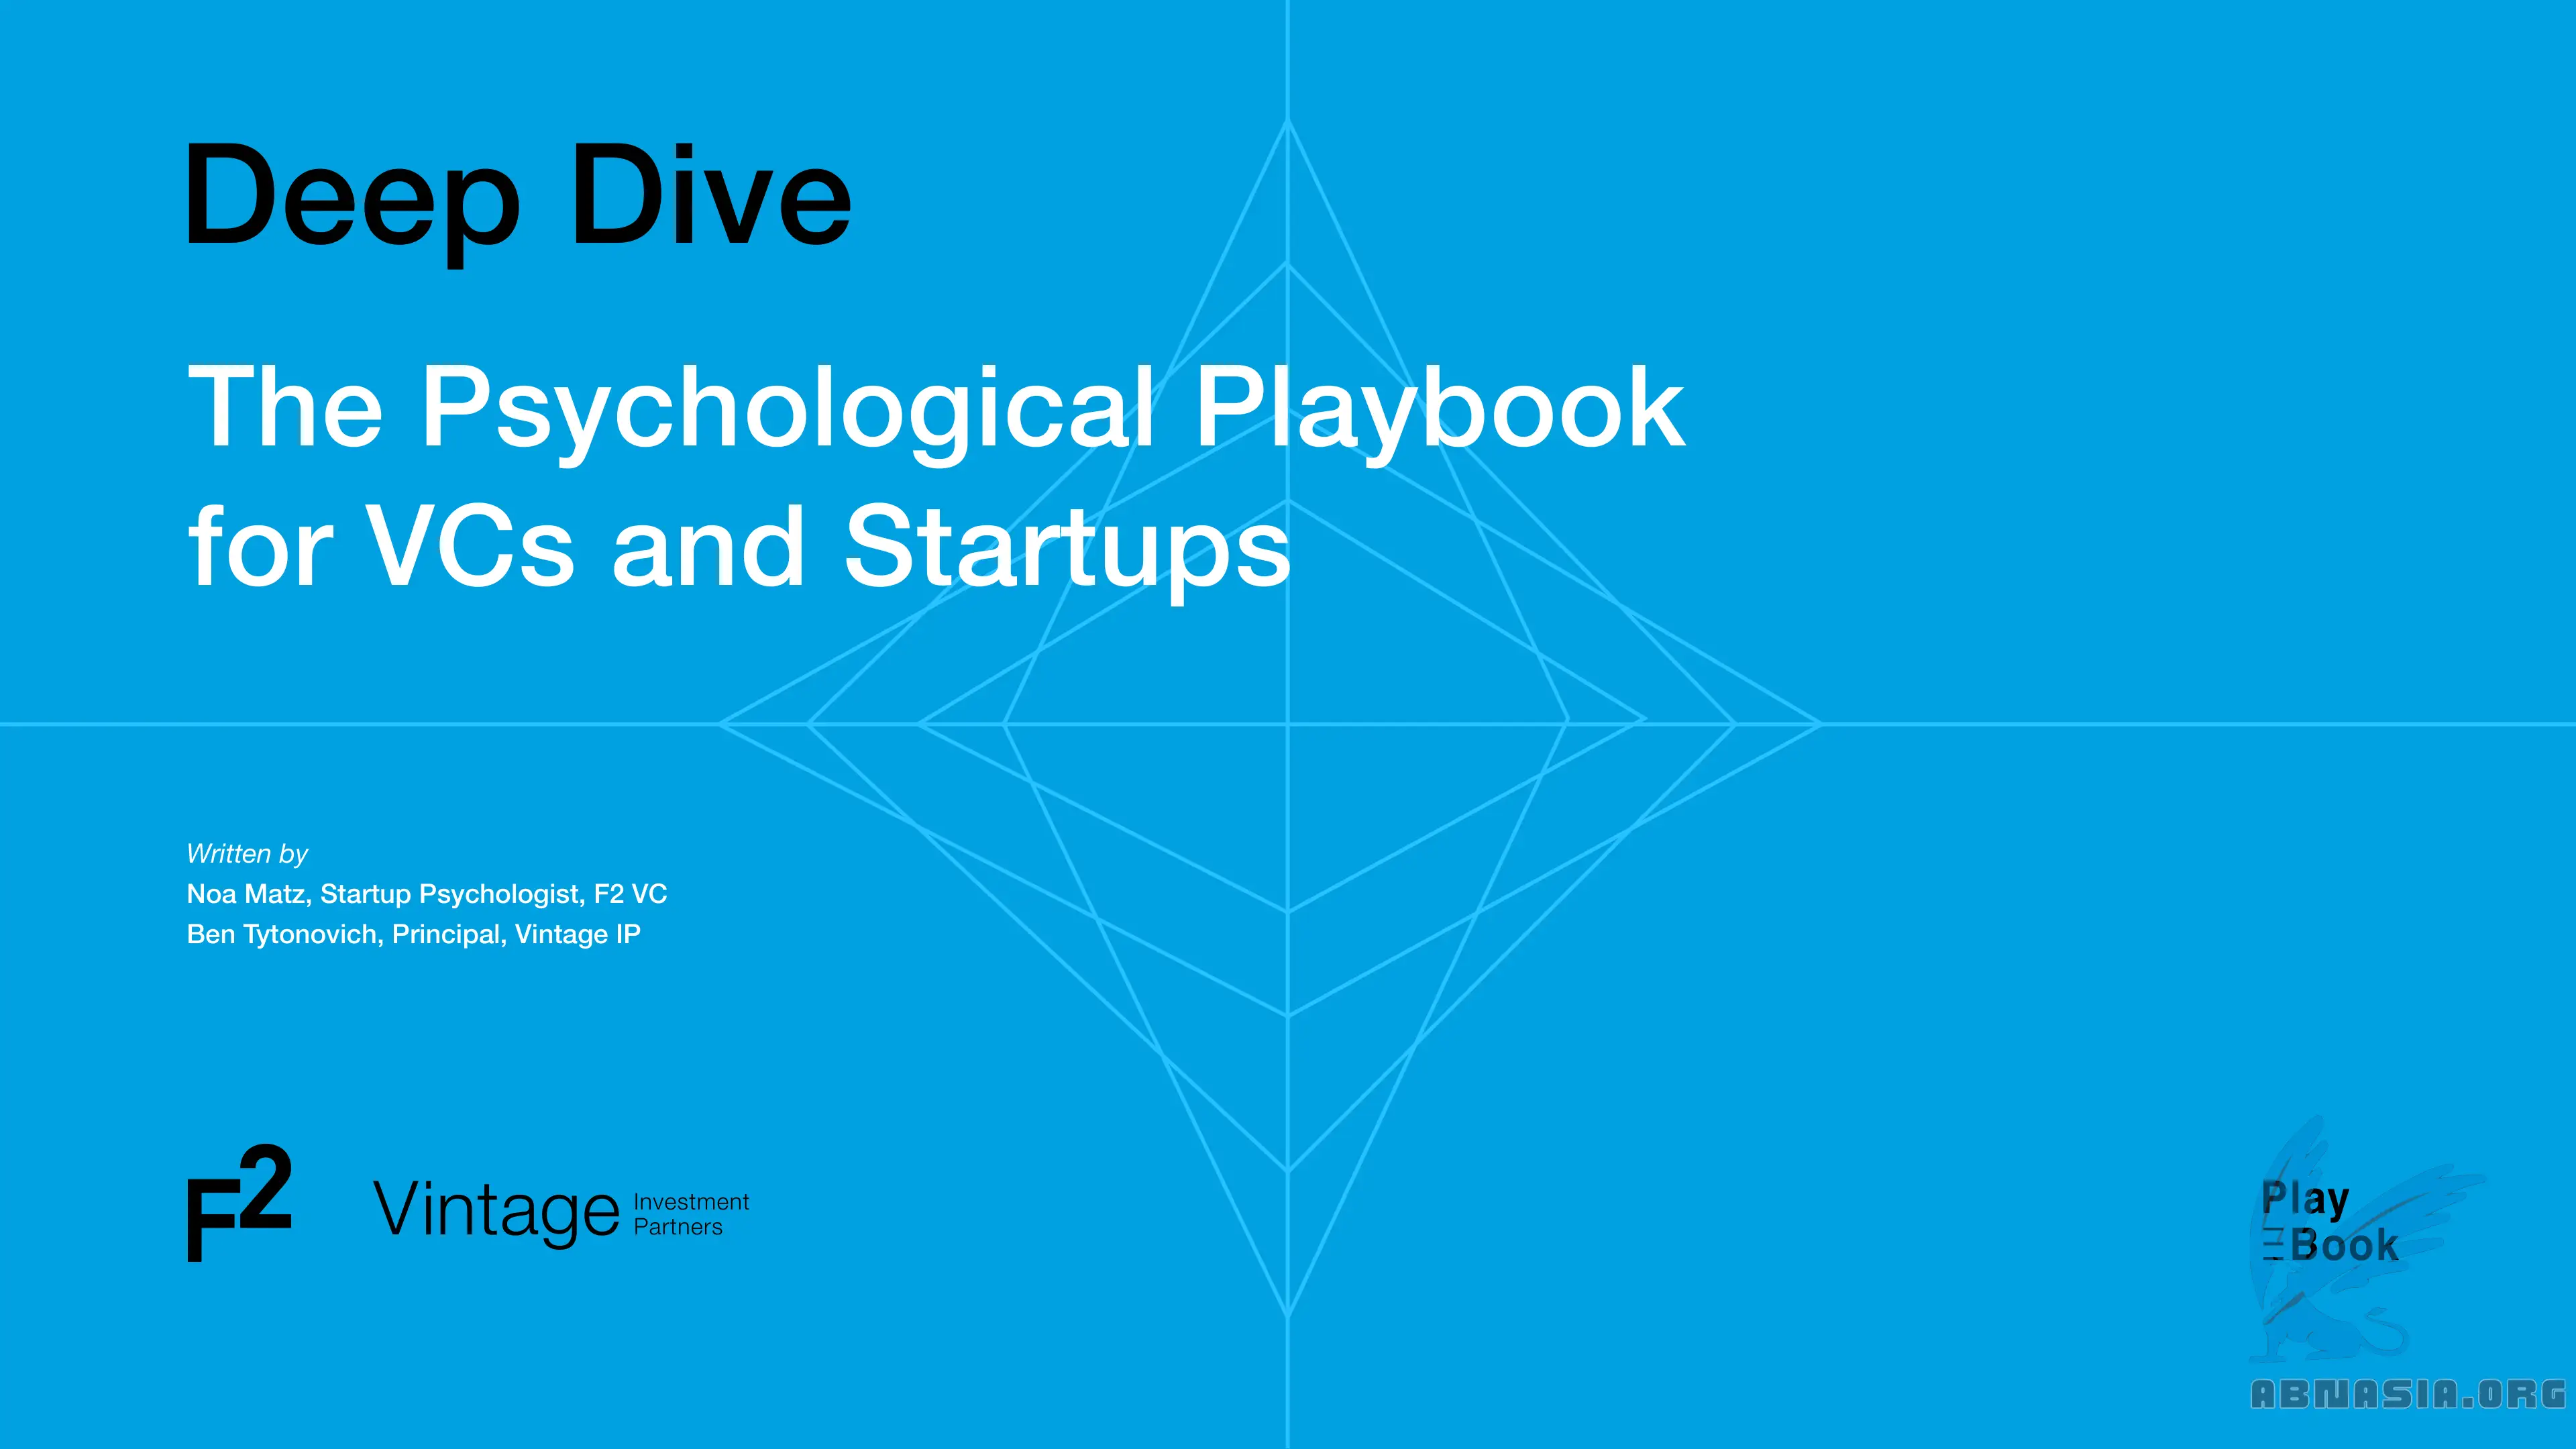 Deep Dive
The Psychological Playbook
for VCs and Startups
Written by
Noa Matz, Startup Psychologist, F2 VC
Ben Tytonovich, Principal, Vintage IP
F2
Vintage Investment
Partners
Play
Book
ABNASIA.ORG